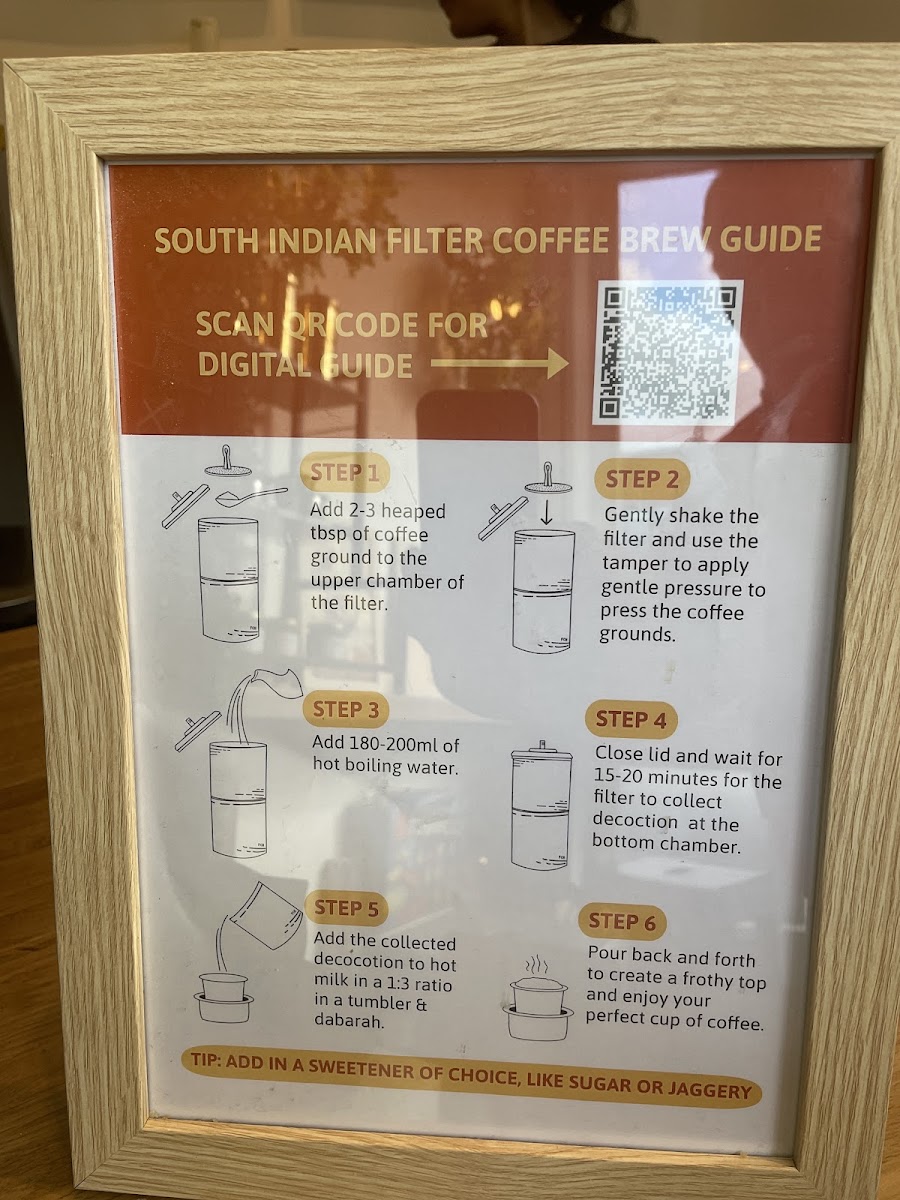 SOUTH INDIAN FILTER COFFEE BREW GUIDE
SCAN QR CODE FOR
DIGITAL GUIDE
STEP 1
Add 2-3 heaped
tbsp of coffee
ground to the
upper chamber of
the filter.
STEP 2
Gently shake the
filter and use the
tamper to apply
gentle pressure to
press the coffee
grounds.
STEP 3
Add 180-200ml of
hot boiling water.
STEP 4
Close lid and wait for
15-20 minutes for the
filter to collect
decoction at the
bottom chamber.
STEP 5
Add the collected
decocotion to hot
milk in a 1:3 ratio
in a tumbler &
dabarah.
STEP 6
Pour back and forth
to create a frothy top
and enjoy your
perfect cup of coffee.
TIP: ADD IN A SWEETENER OF CHOICE, LIKE SUGAR OR JAGGERY